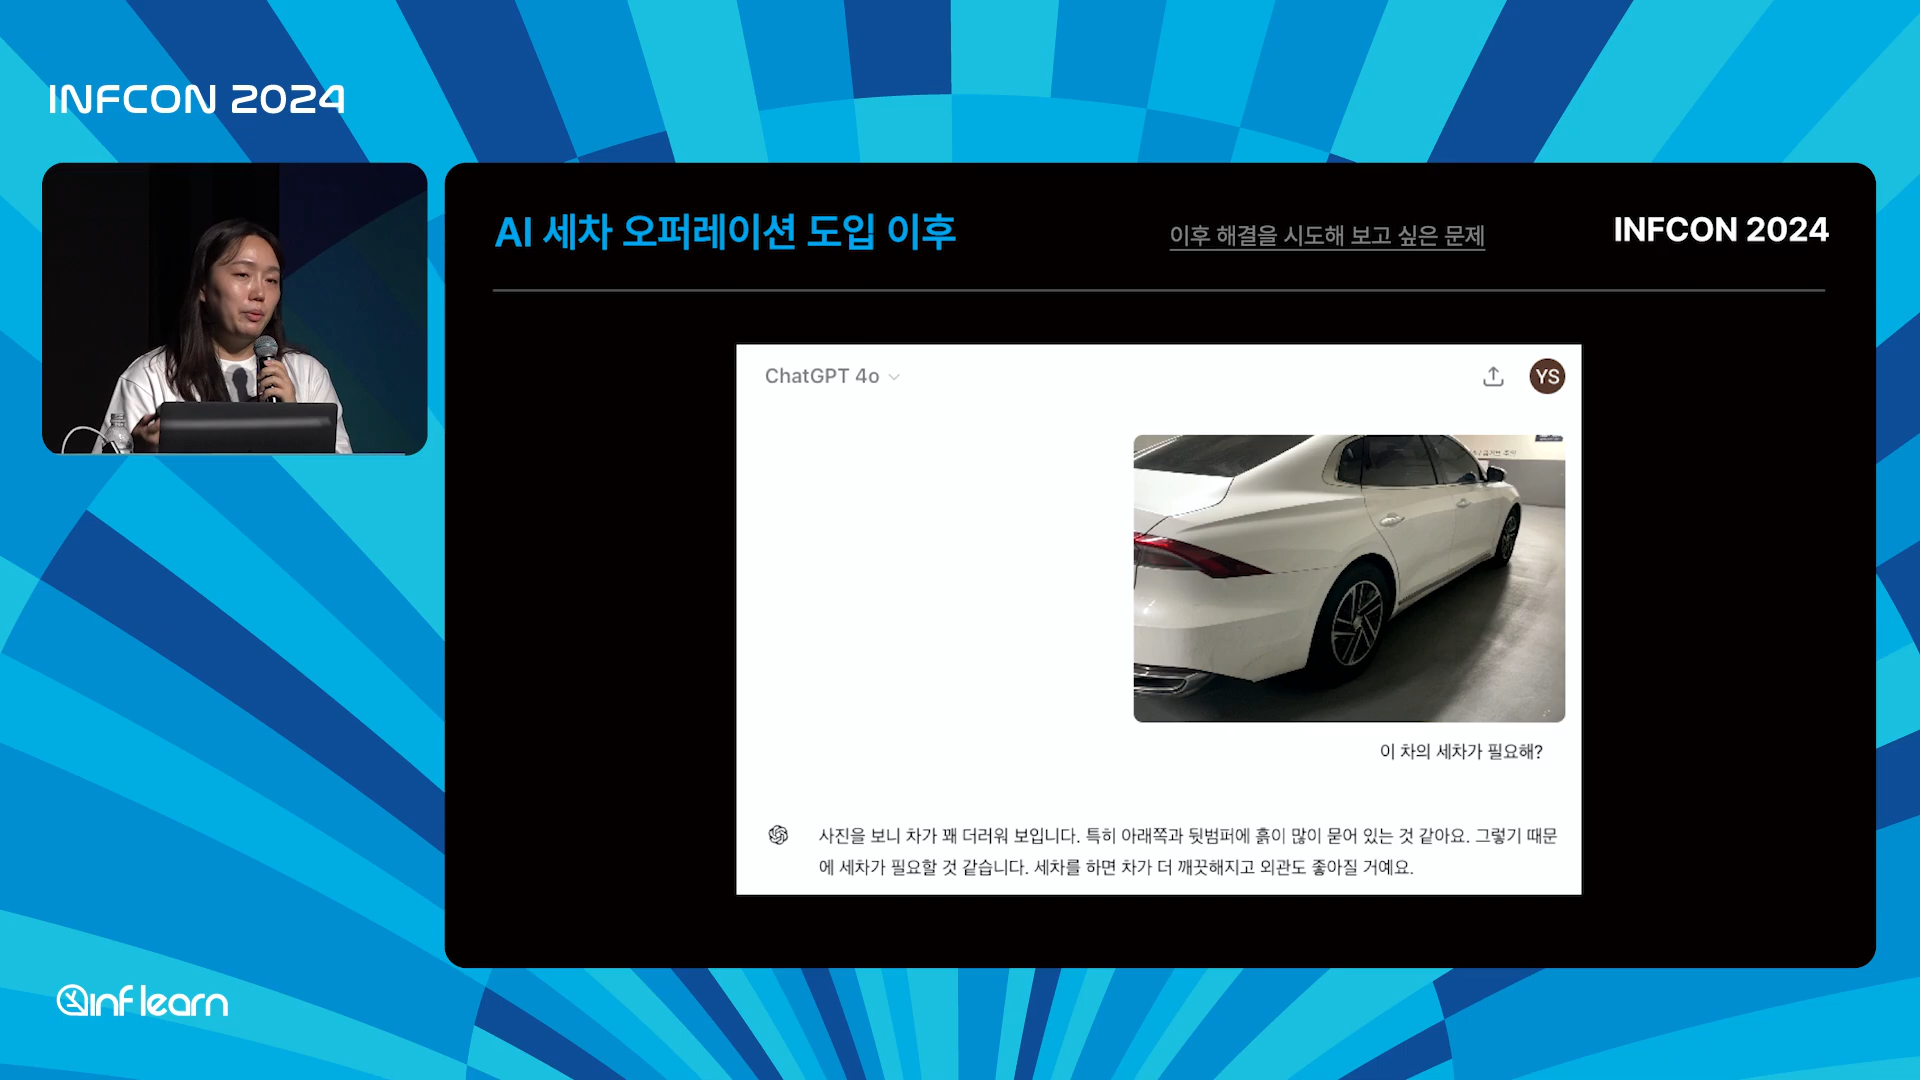 INFCON 2024
AI 세차 오퍼레이션 도입 이후
이후 해결을 시도해 보고 싶은 문제
INFCON 2024
ChatGPT 4o
YS
이 차의 세차가 필요해?
사진을 보니 차가 꽤 더러워 보입니다. 특히 아래쪽과 뒷범퍼에 흙이 많이 묻어 있는 것 같아요. 그렇기 때문
에 세차가 필요할 것 같습니다. 세차를 하면 차가 더 깨끗해지고 외관도 좋아질 거예요.
inflearn